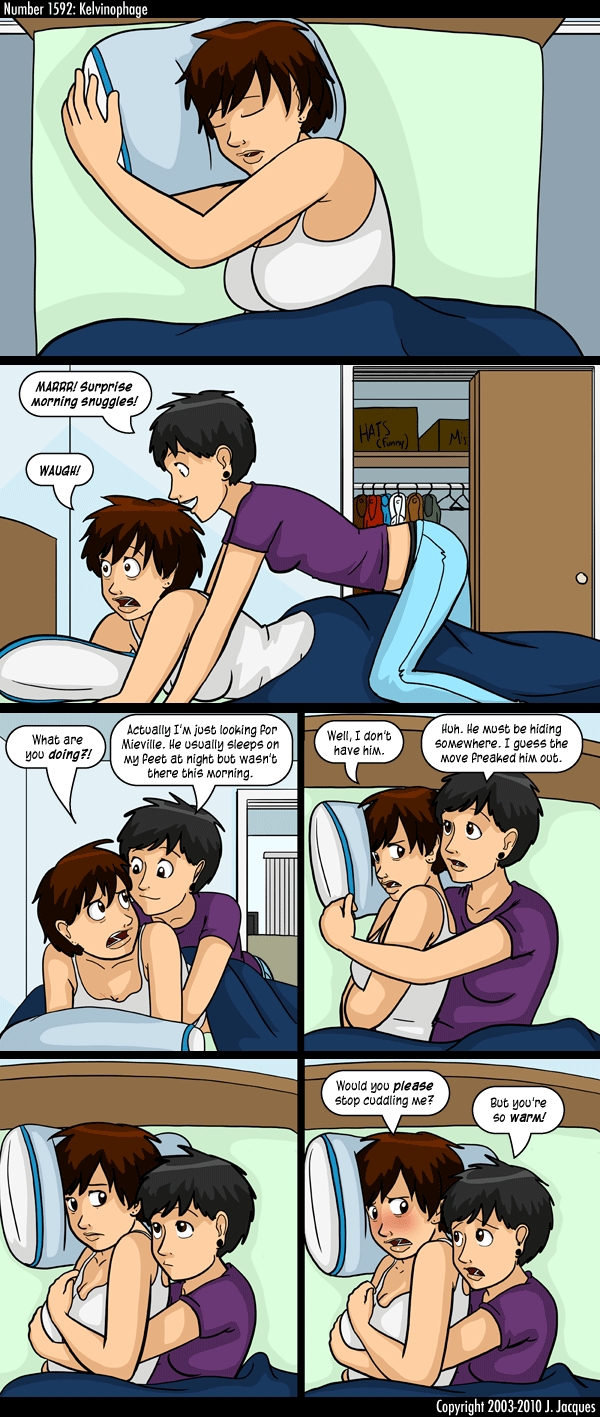 Number 1592: Kelvinophage
MARRR! Surprise
morning snuggles!
WAUGH!
HATS
(funny)
Mis
What are
you doing?!
Actually I'm just looking for
Mieville. He usually sleeps on
my feet at night but wasn't
there this morning.
Well, I don't
have him.
Huh. He must be hiding
somewhere. I guess the
move freaked him out.
Would you please
stop cuddling me?
But you're
so warm!
Copyright 2003-2010 J. Jacques